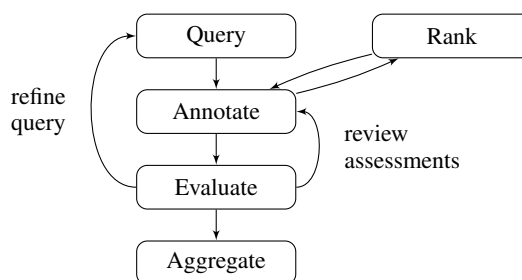 Query
Rank
refine
query
Annotate
review
assessments
Evaluate
Aggregate